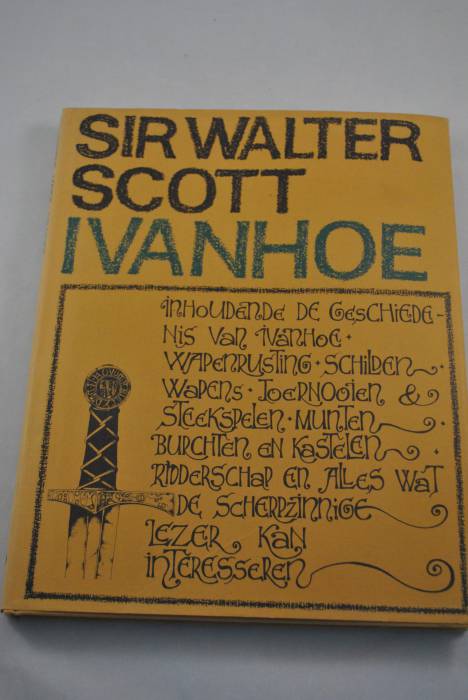 SIR WALTER
SCOTT
IVANHOE
INHOUDENDE DE GESCHIEDE-
NIS VAN IVANHOE ·
WAPENRUSTING · SCHILDEN ·
WAPENS · TOERNOOIEN &
STEEKSPELEN · MUNTEN ·
BURCHTEN EN KASTELEN ·
RIDDERSCHAP EN ALLES WAT
DE SCHERPZINNIGE
LEZER KAN
INTERESSEREN